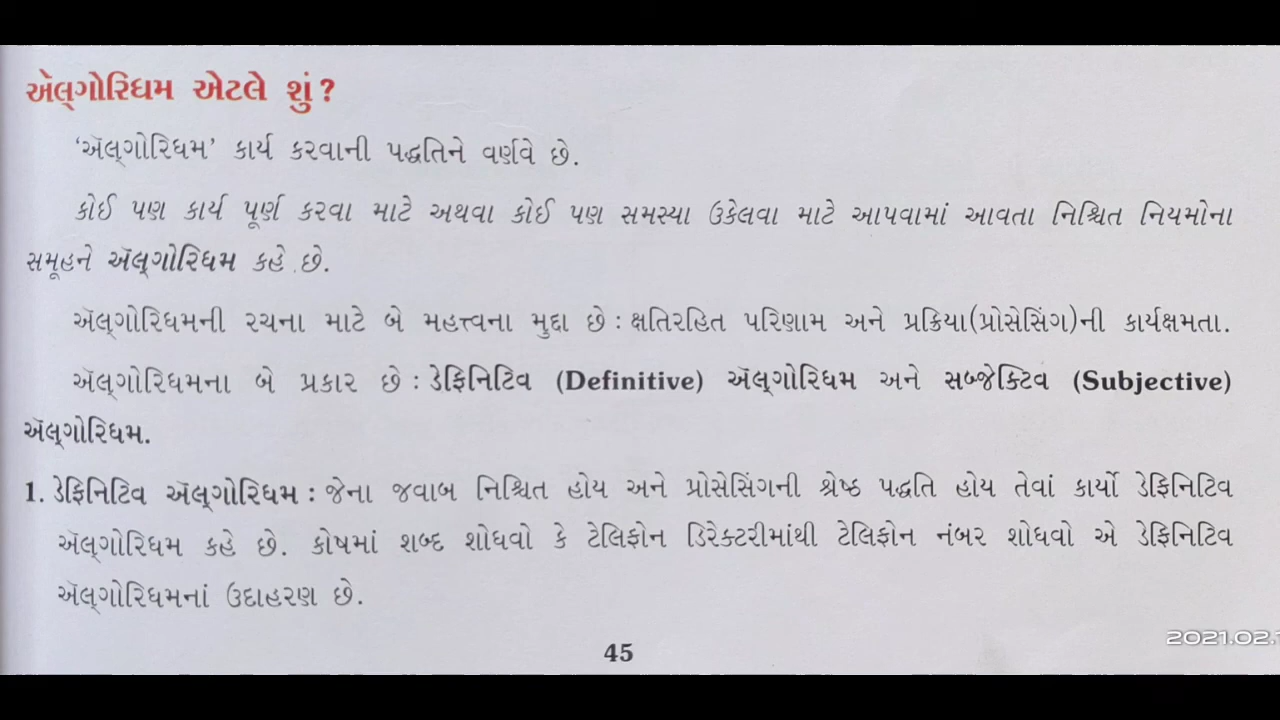 ઍલ્ગોરિધમ એટલે શું ?
‘ઍલ્ગોરિધમ’ કાર્ય કરવાની પદ્ધતિને વર્ણવે છે.
કોઈ પણ કાર્ય પૂર્ણ કરવા માટે અથવા કોઈ પણ સમસ્યા ઉકેલવા માટે આપવામાં આવતા નિશ્ચિત નિયમોના
સમૂહને ઍલ્ગોરિધમ કહે છે.
ઍલ્ગોરિધમની રચના માટે બે મહત્ત્વના મુદ્દા છે : ક્ષતિરહિત પરિણામ અને પ્રક્રિયા(પ્રોસેસિંગ)ની કાર્યક્ષમતા.
ઍલ્ગોરિધમના બે પ્રકાર છે : ડેફિનિટિવ (Definitive) ઍલ્ગોરિધમ અને સબ્જેક્ટિવ (Subjective)
ઍલ્ગોરિધમ.
1. ડેફિનિટિવ ઍલ્ગોરિધમ : જેના જવાબ નિશ્ચિત હોય અને પ્રોસેસિંગની શ્રેષ્ઠ પદ્ધતિ હોય તેવાં કાર્યો ડેફિનિટિવ
ઍલ્ગોરિધમ કહે છે. કોષમાં શબ્દ શોધવો કે ટેલિફોન ડિરેક્ટરીમાંથી ટેલિફોન નંબર શોધવો એ ડેફિનિટિવ
ઍલ્ગોરિધમનાં ઉદાહરણ છે.
45
2021.02.1